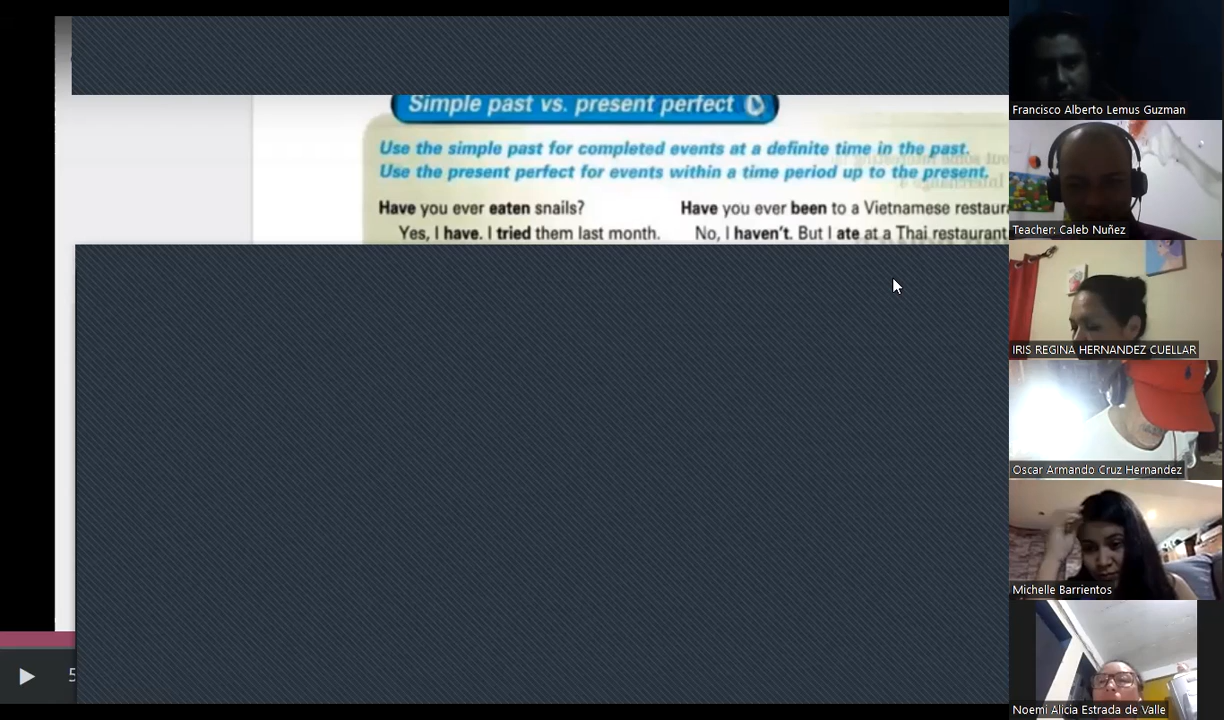 Simple past vs. present perfect
Use the simple past for completed events at a definite time in the past.
Use the present perfect for events within a time period up to the present.
Have you ever eaten snails?
Yes, I have. I tried them last month.
Have you ever been to a Vietnamese
No, I haven't. But I ate at a Thai restaurant
5
Francisco Alberto Lemus Guzman
Teacher: Caleb Nuñez
IRIS REGINA HERNANDEZ CUELLAR
Oscar Armando Cruz Hernandez
Michelle Barrientos
Noemi Alicia Estrada de Valle